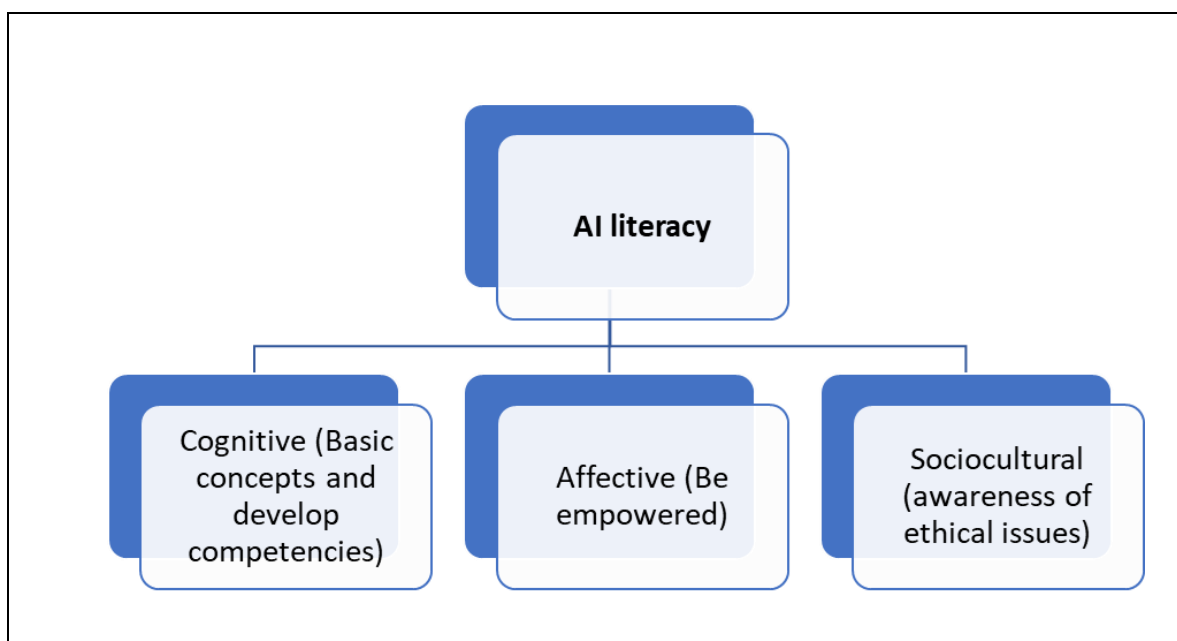 AI literacy
Cognitive (Basic
concepts and
develop
competencies)
Affective (Be
empowered)
Sociocultural
(awareness of
ethical issues)